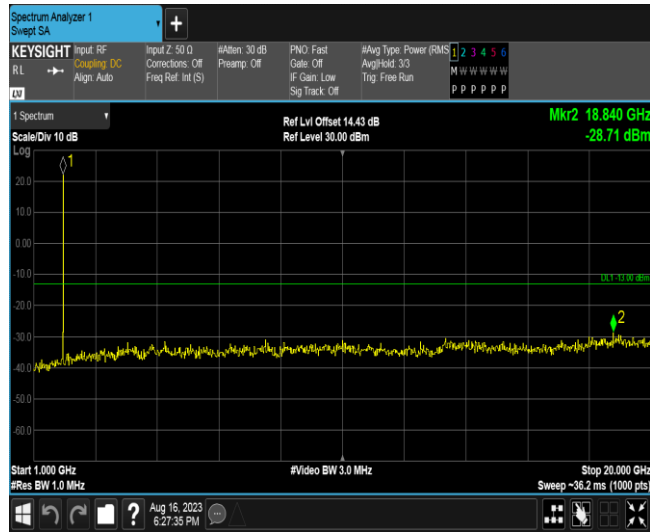 Spectrum Analyzer 1
Swept SA
+
KEYSIGHT Input: RF Input Z: 50 Ω #Atten: 30 dB PNO: Fast #Avg Type: Power (RMS 1 2 3 4 5 6
RL Coupling: DC Corrections: Off Preamp: Off Gate: Off Avg|Hold: 3/3 M W W W W W
Align: Auto Freq Ref: Int (S) IF Gain: Low Trig: Free Run
LXI Sig Track: Off P P P P P P
1 Spectrum Ref Lvl Offset 14.43 dB Mkr2 18.840 GHz
Scale/Div 10 dB Ref Level 30.00 dBm -28.71 dBm
Log
1
20.0
10.0
0.00
-10.0
DL1 -13.00 dBm
-20.0
2
-30.0
-40.0
-50.0
-60.0
Start 1.000 GHz #Video BW 3.0 MHz Stop 20.000 GHz
#Res BW 1.0 MHz Sweep ~36.2 ms (1000 pts)
? Aug 16, 2023
6:27:35 PM